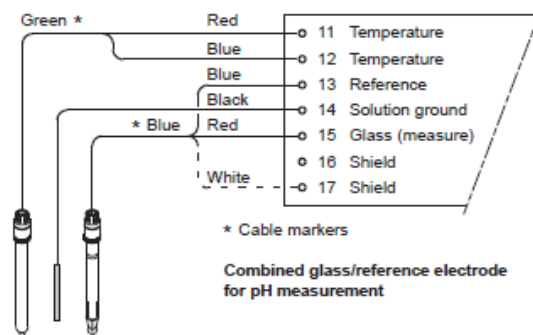 Green *
Red
11 Temperature
Blue
12 Temperature
Blue
13 Reference
Black
14 Solution ground
* Blue
Red
15 Glass (measure)
16 Shield
White
17 Shield
* Cable markers
Combined glass/reference electrode
for pH measurement